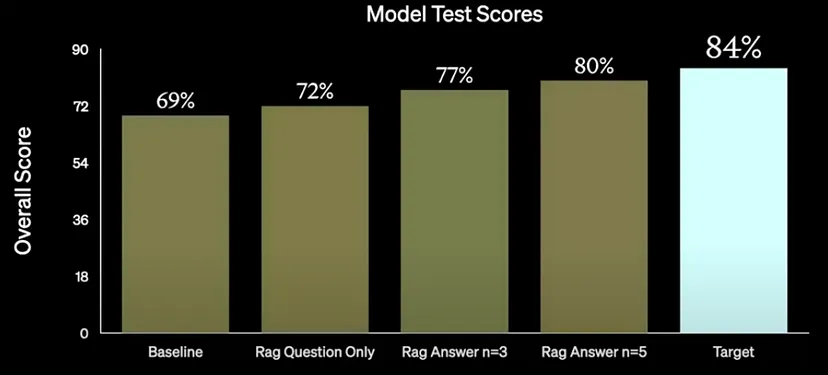 Model Test Scores
Overall Score
90
72
54
36
18
0
69%
72%
77%
80%
84%
Baseline
Rag Question Only
Rag Answer n=3
Rag Answer n=5
Target